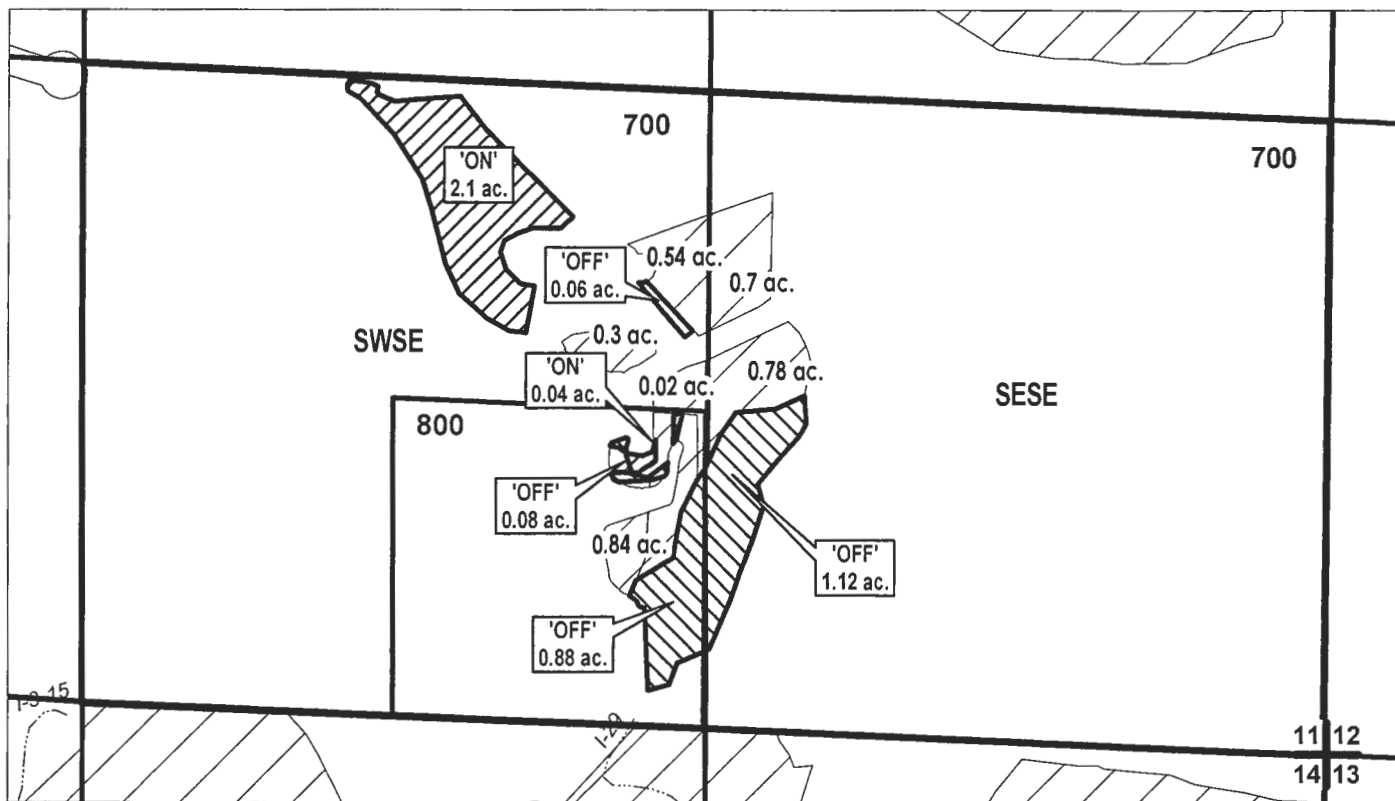 700
700
'ON'
2.1 ac.
'OFF'
0.06 ac.
0.54 ac.
0.7 ac.
SWSE
0.3 ac.
'ON'
0.04 ac.
0.02 ac.
0.78 ac.
SESE
800
'OFF'
0.08 ac.
0.84 ac.
'OFF'
1.12 ac.
'OFF'
0.88 ac.
I-3-15
11 12
14 13